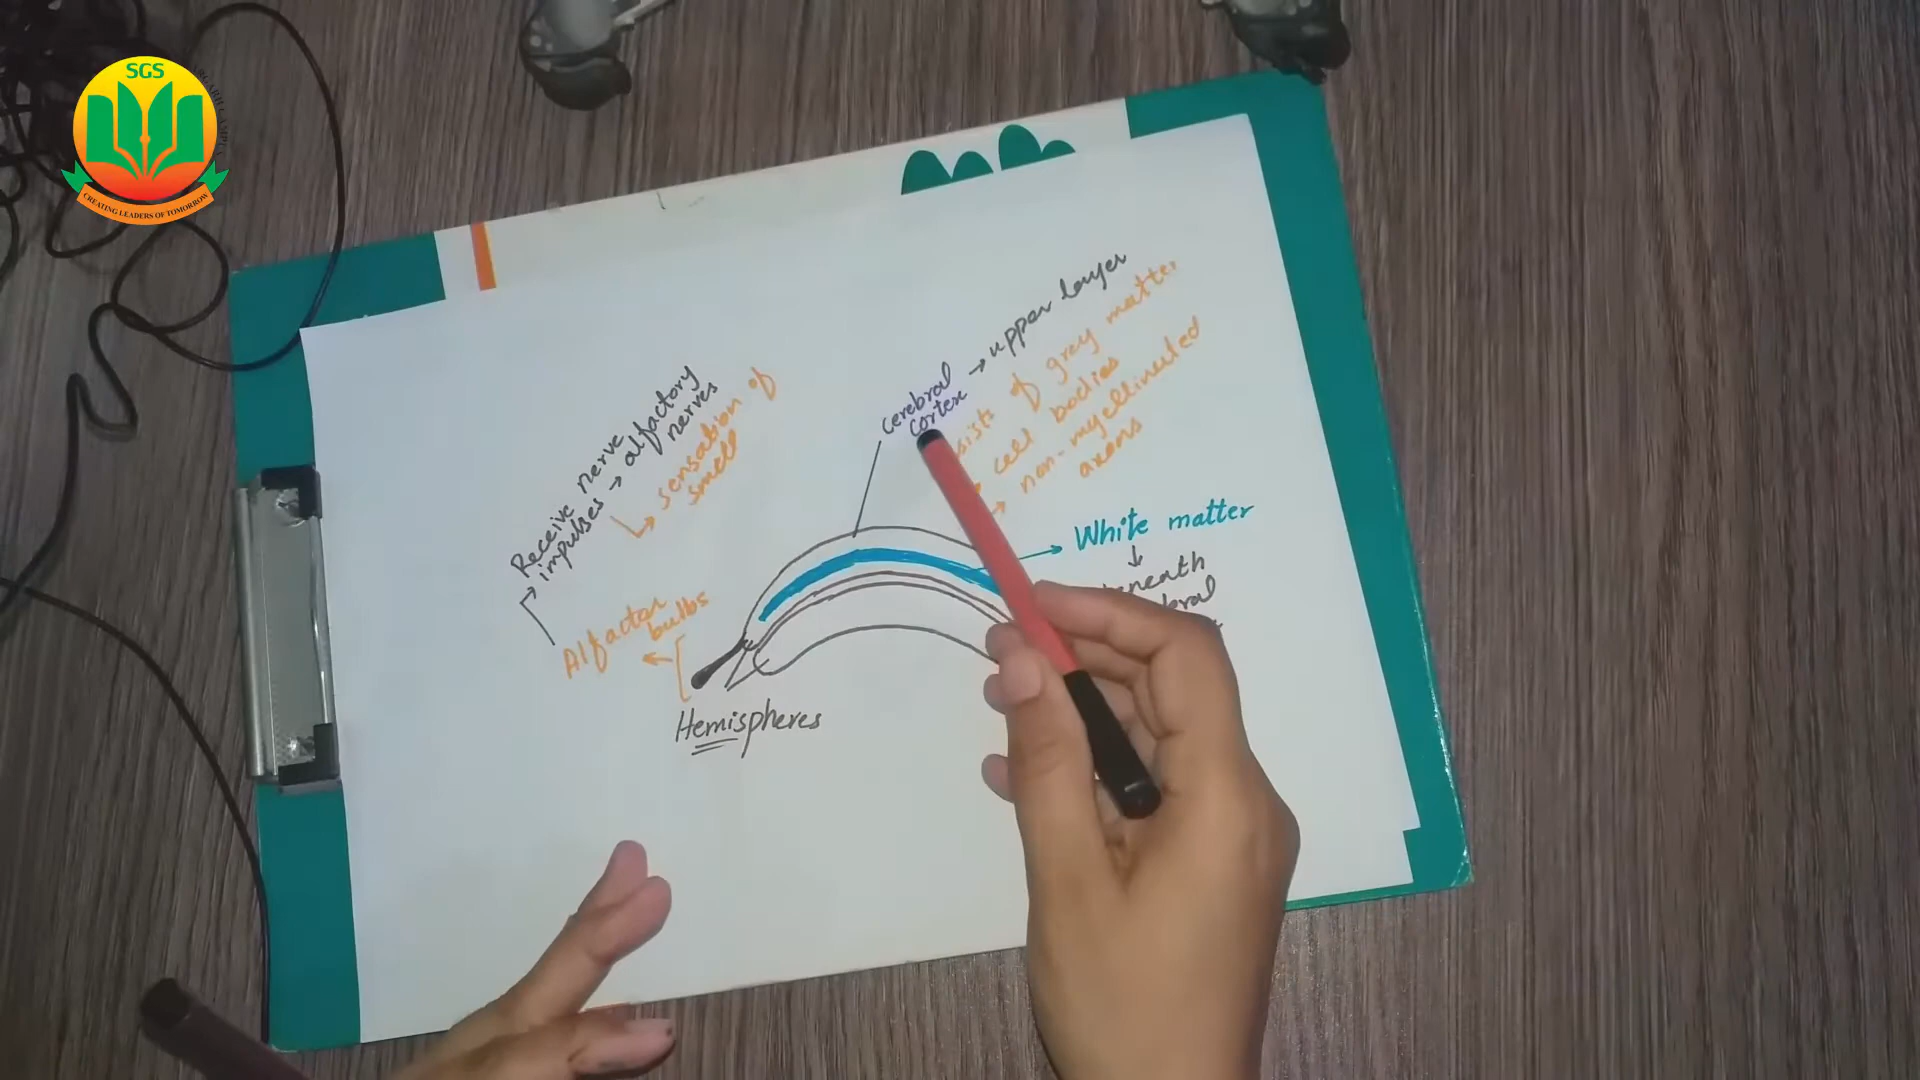 SGS
CREATING LEADERS OF TOMORROW
Receive nerve
impulses → alfactory
nerves
sensation of
smell
Alfactor
bulbs
Hemispheres
cerebral
cortex
→ upper layer
of grey matter
cell bodies
non-myellinated
axons
White matter